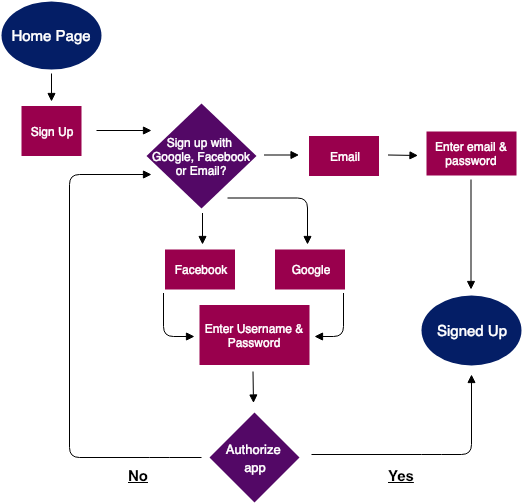 Home Page
Sign Up
Sign up with
Google, Facebook
or Email?
Email
Enter email &
password
Facebook
Google
Enter Username &
Password
Signed Up
Authorize
app
No
Yes